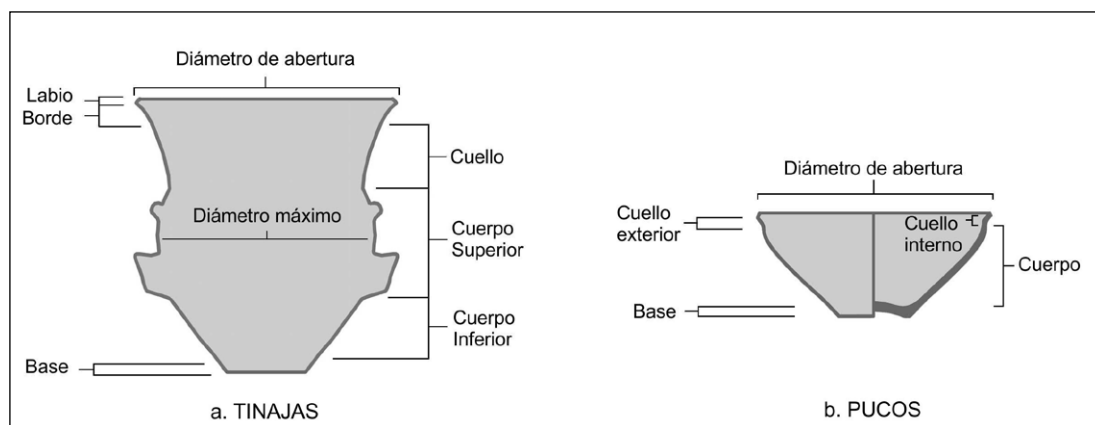 Diámetro de abertura
Labio
Borde
Cuello
Diámetro máximo
Cuerpo
Superior
Cuerpo
Inferior
Base
a. TINAJAS
Diámetro de abertura
Cuello
exterior
Cuello
interno
Cuerpo
Base
b. PUCOS